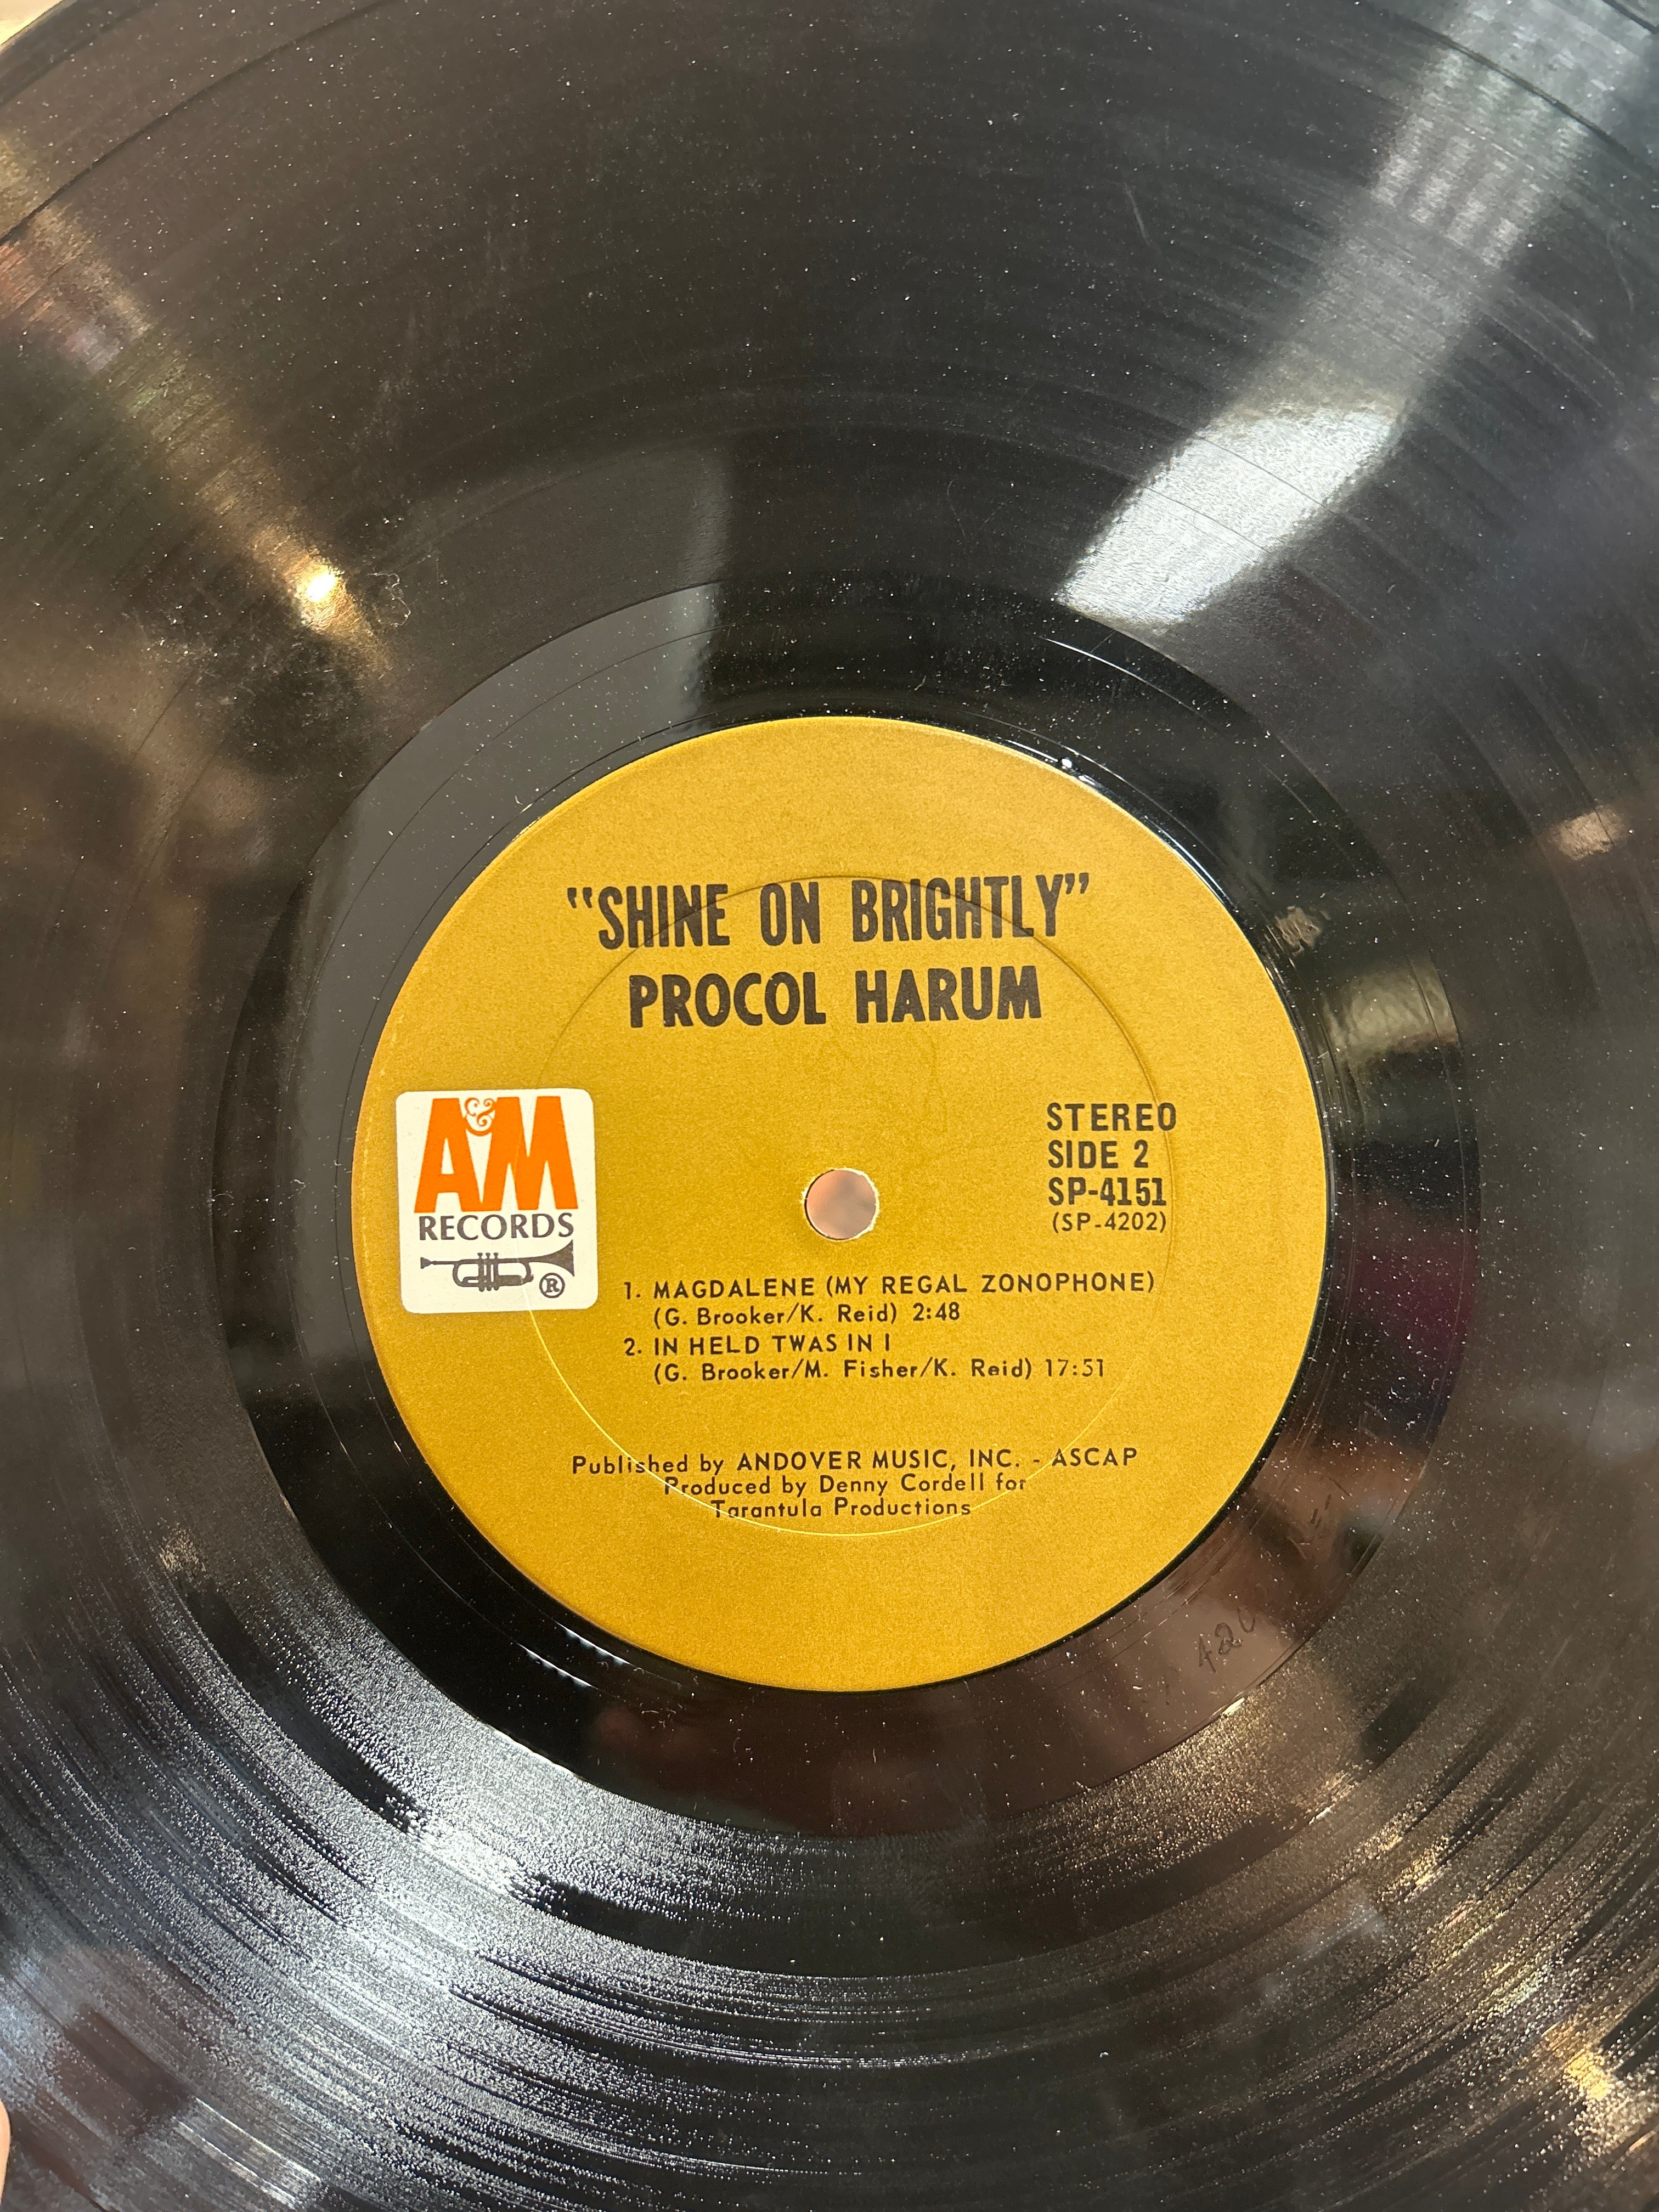 "SHINE ON BRIGHTLY"
PROCOL HARUM
A&M
RECORDS
®
STEREO
SIDE 2
SP-4151
(SP-4202)
1. MAGDALENE (MY REGAL ZONOPHONE)
(G. Brooker/K. Reid) 2:48
2. IN HELD TWAS IN I
(G. Brooker/M. Fisher/K. Reid) 17:51
Published by ANDOVER MUSIC, INC. - ASCAP
Produced by Denny Cordell for
Tarantula Productions